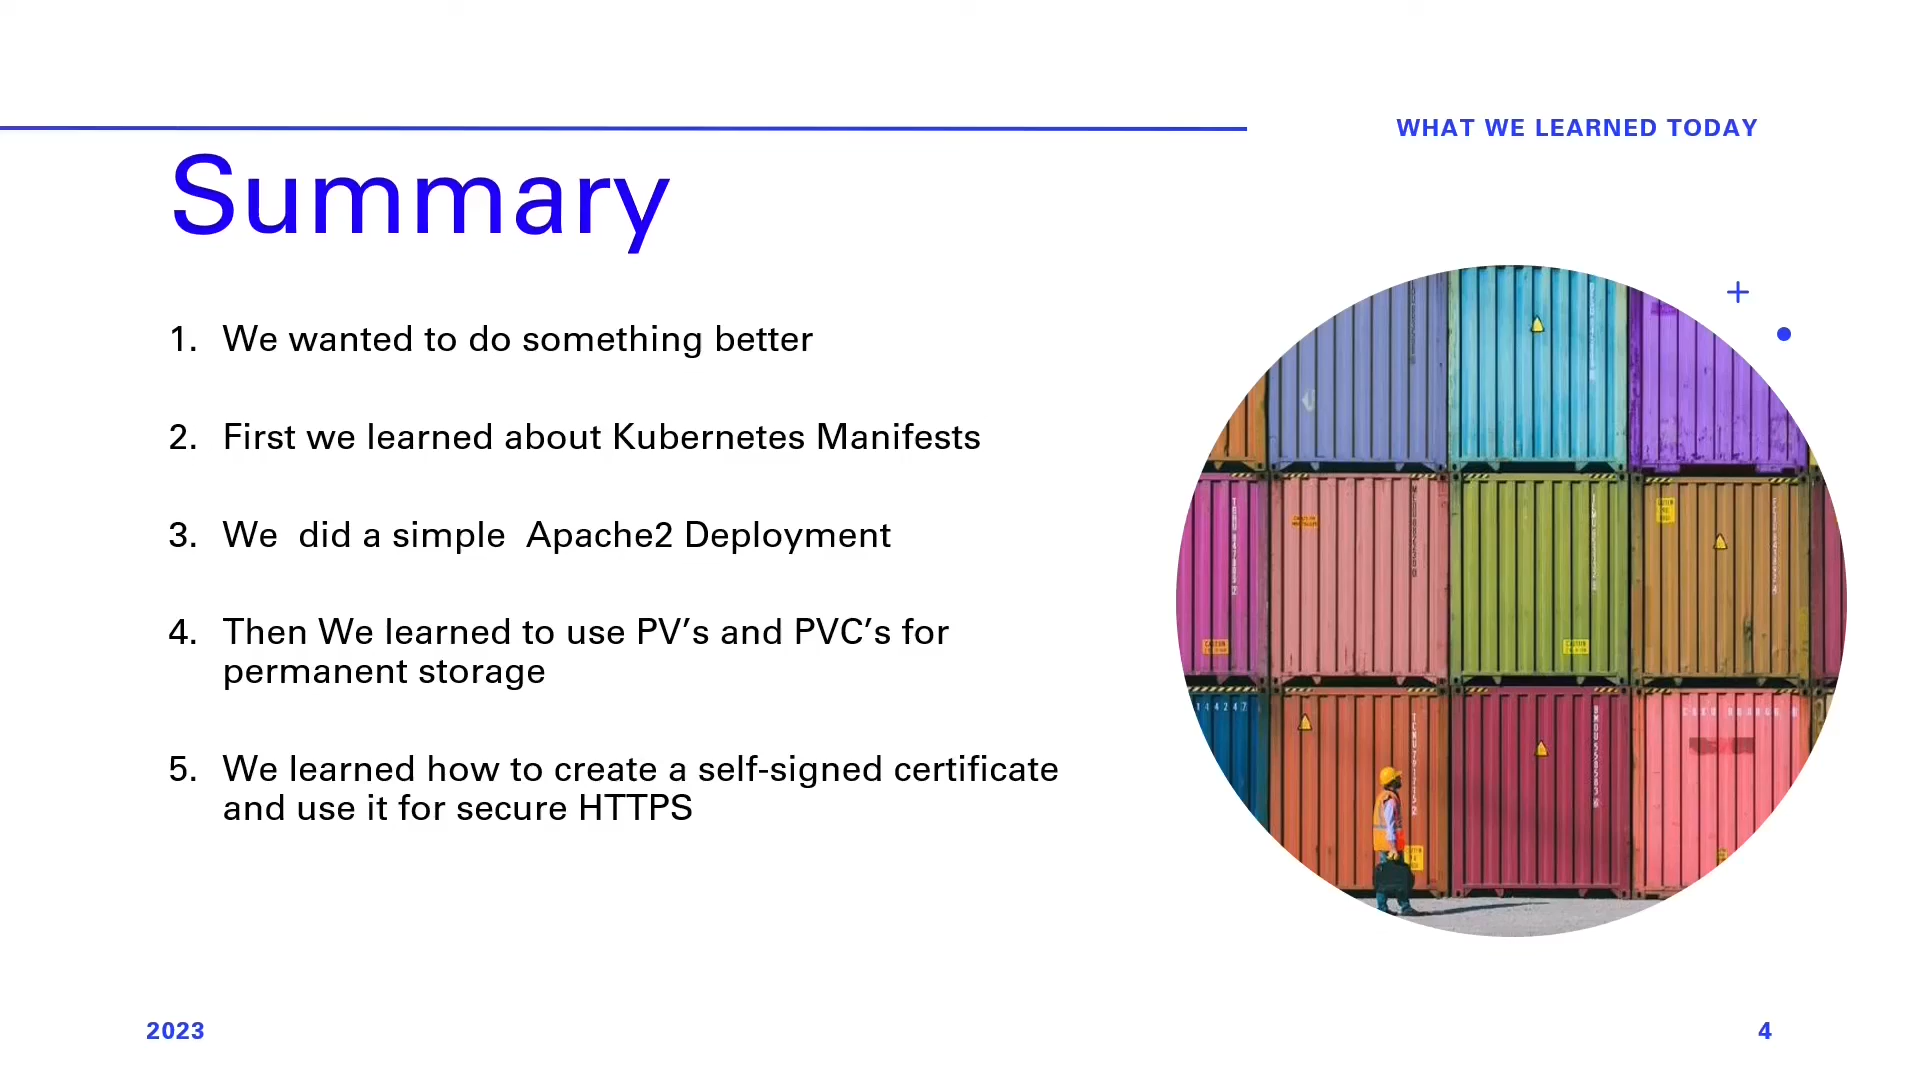 WHAT WE LEARNED TODAY
Summary
1. We wanted to do something better
2. First we learned about Kubernetes Manifests
3. We  did a simple  Apache2 Deployment
4. Then We learned to use PV’s and PVC’s for
permanent storage
5. We learned how to create a self-signed certificate
and use it for secure HTTPS
2023
4